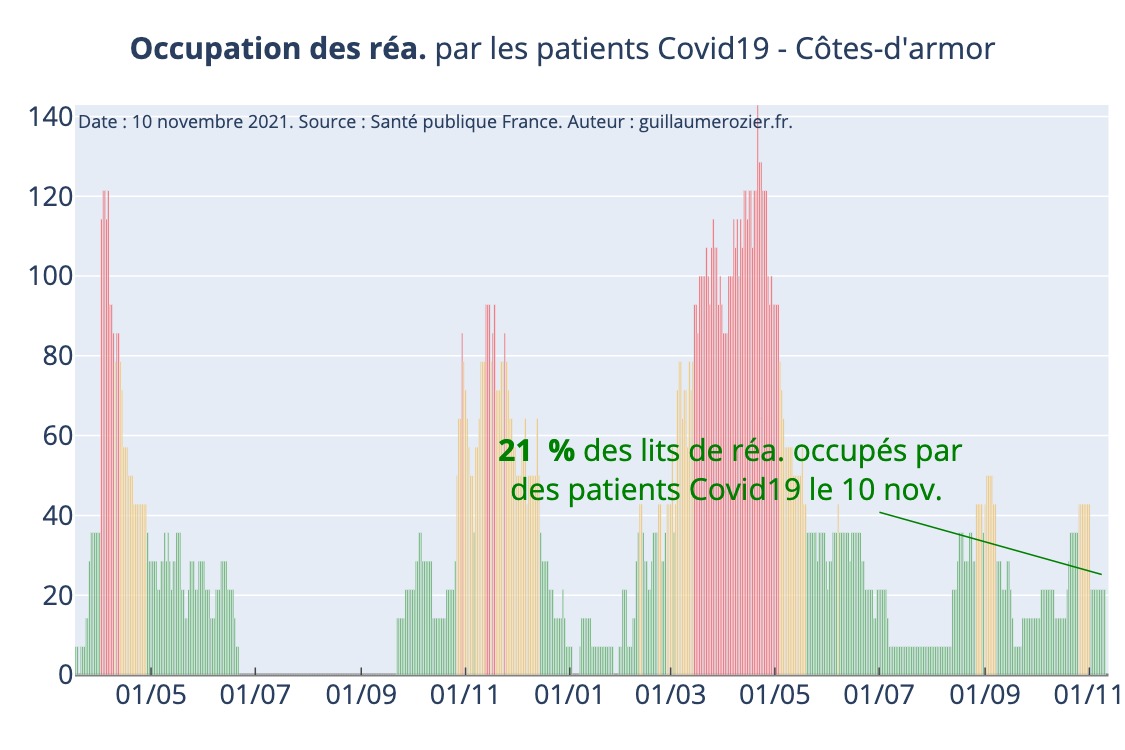 Occupation des réa. par les patients Covid19 - Côtes-d'armor
140
Date : 10 novembre 2021. Source : Santé publique France. Auteur : guillaumerozier.fr.
120
100
80
60
21 % des lits de réa. occupés par
des patients Covid19 le 10 nov.
40
20
0
01/05 01/07 01/09 01/11 01/01 01/03 01/05 01/07 01/09 01/11